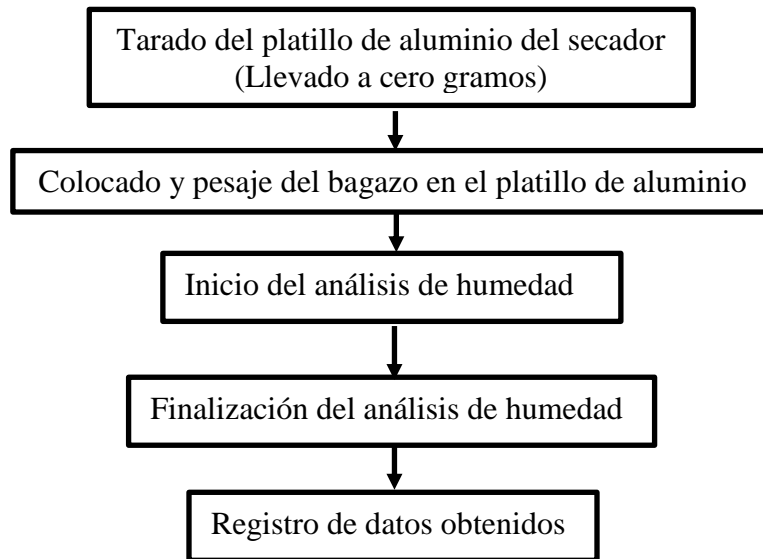 Tarado del platillo de aluminio del secador
(Llevado a cero gramos)
Colocado y pesaje del bagazo en el platillo de aluminio
Inicio del análisis de humedad
Finalización del análisis de humedad
Registro de datos obtenidos